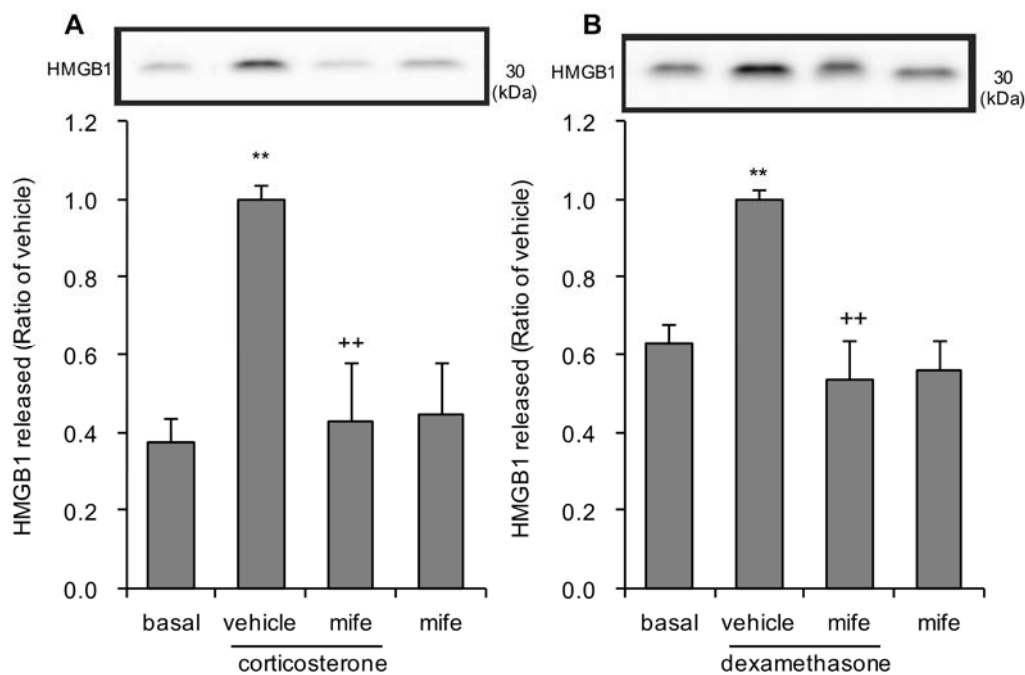 A
HMGB1
30
(kDa)
HMGB1 released (Ratio of vehicle)
1.2
1.0
0.8
0.6
0.4
0.2
0.0
**
++
basal vehicle mife mife
corticosterone
B
HMGB1
30
(kDa)
HMGB1 released (Ratio of vehicle)
1.2
1.0
0.8
0.6
0.4
0.2
0.0
**
++
basal vehicle mife mife
dexamethasone